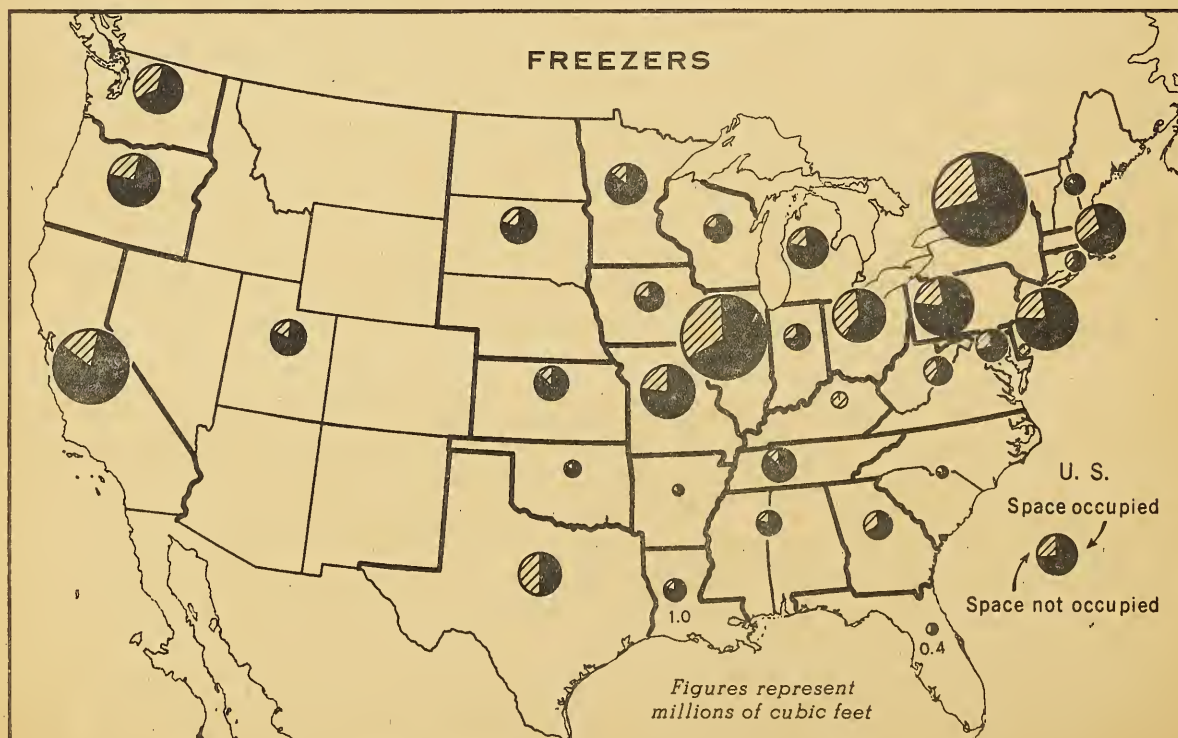 FREEZERS
U. S.
Space occupied
Space not occupied
1.0
0.4
Figures represent
millions of cubic feet